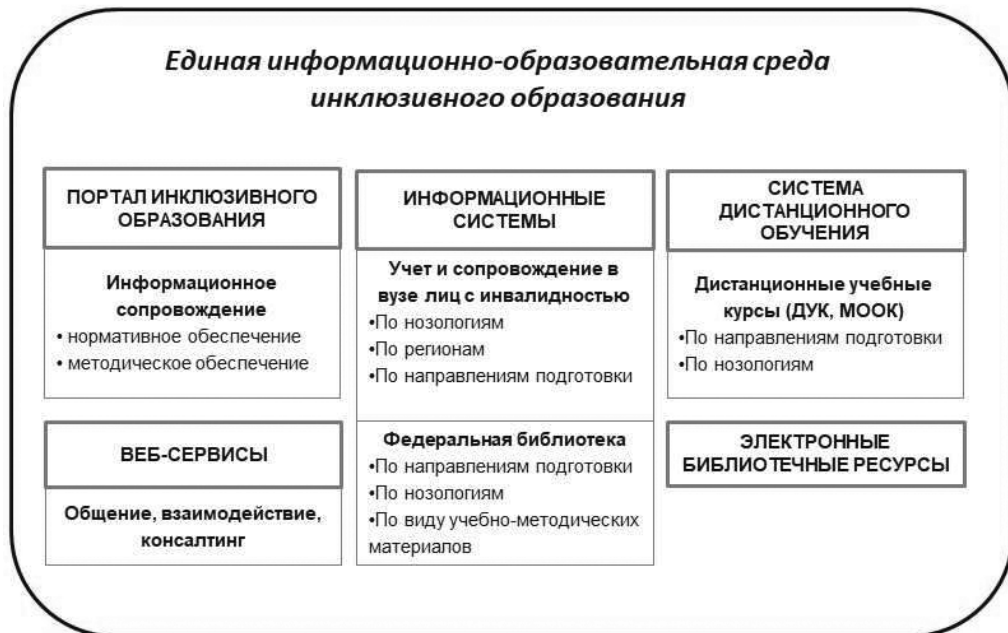 Единая информационно-образовательная среда
инклюзивного образования
ПОРТАЛ ИНКЛЮЗИВНОГО
ОБРАЗОВАНИЯ
Информационное
сопровождение
• нормативное обеспечение
• методическое обеспечение
ВЕБ-СЕРВИСЫ
Общение, взаимодействие,
консалтинг
ИНФОРМАЦИОННЫЕ
СИСТЕМЫ
Учет и сопровождение в
вузе лиц с инвалидностью
•По нозологиям
•По регионам
•По направлениям подготовки
Федеральная библиотека
•По направлениям подготовки
•По нозологиям
•По виду учебно-методических
материалов
СИСТЕМА
ДИСТАНЦИОННОГО
ОБУЧЕНИЯ
Дистанционные учебные
курсы (ДУК, МООК)
•По направлениям подготовки
•По нозологиям
ЭЛЕКТРОННЫЕ
БИБЛИОТЕЧНЫЕ РЕСУРСЫ